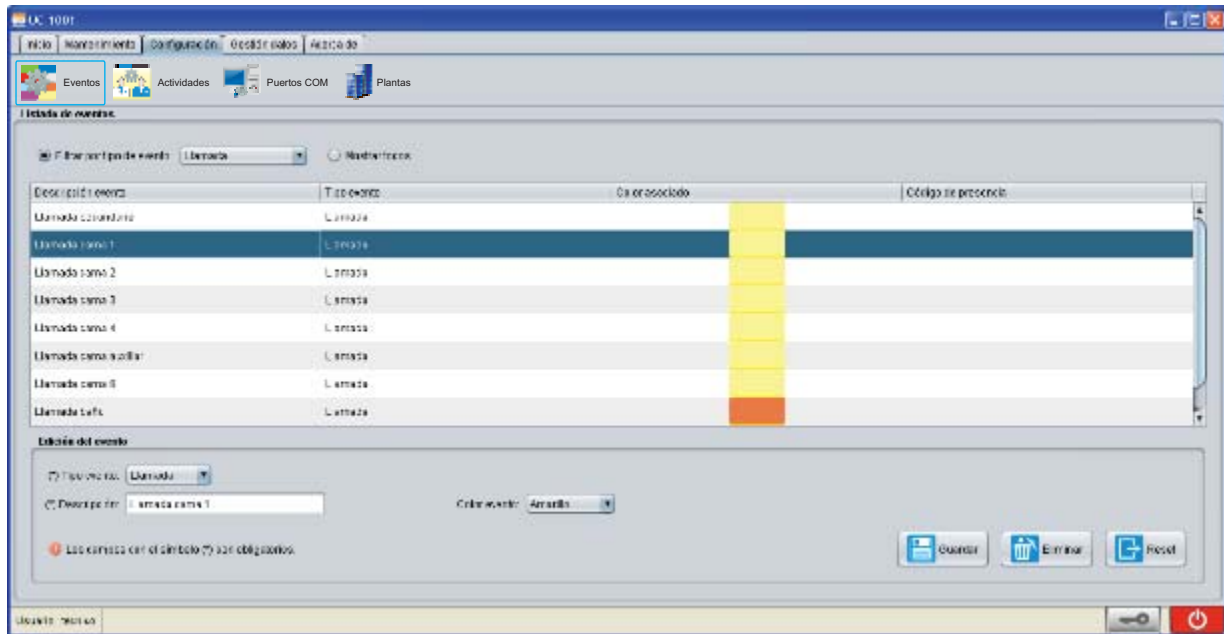 UC 1001
Inicio Mantenimiento Configuración Gestión datos Acerca de
Eventos Actividades Puertos COM Plantas
Listado de eventos
Filtrar por tipo de evento Llamada Mostrar todos
Descripción evento Tipo evento Color asociado Código de presencia
Llamada secundaria Llamada
Llamada cama 1 Llamada
Llamada cama 2 Llamada
Llamada cama 3 Llamada
Llamada cama 4 Llamada
Llamada cama auxiliar Llamada
Llamada cama Llamada
Llamada baño Llamada
Edición del evento
(*) Tipo evento: Llamada
(*) Descripción: Llamada cama 1 Color evento: Amarillo
Los campos con el símbolo (*) son obligatorios.
Guardar Eliminar Reset
Usuario: Técnico